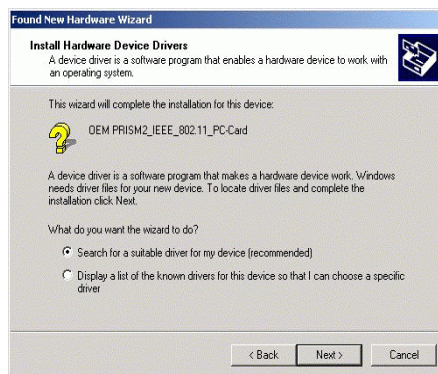 Found New Hardware Wizard
Install Hardware Device Drivers
A device driver is a software program that enables a hardware device to work with
an operating system.
This wizard will complete the installation for this device:
OEM PRISM2_IEEE_802.11_PC-Card
A device driver is a software program that makes a hardware device work. Windows
needs driver files for your new device. To locate driver files and complete the
installation click Next.
What do you want the wizard to do?
Search for a suitable driver for my device (recommended)
Display a list of the known drivers for this device so that I can choose a specific
driver
< Back
Next >
Cancel